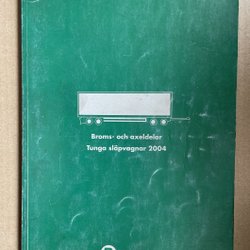 Broms- och axeldelar
Tunga släpvagnar 2004